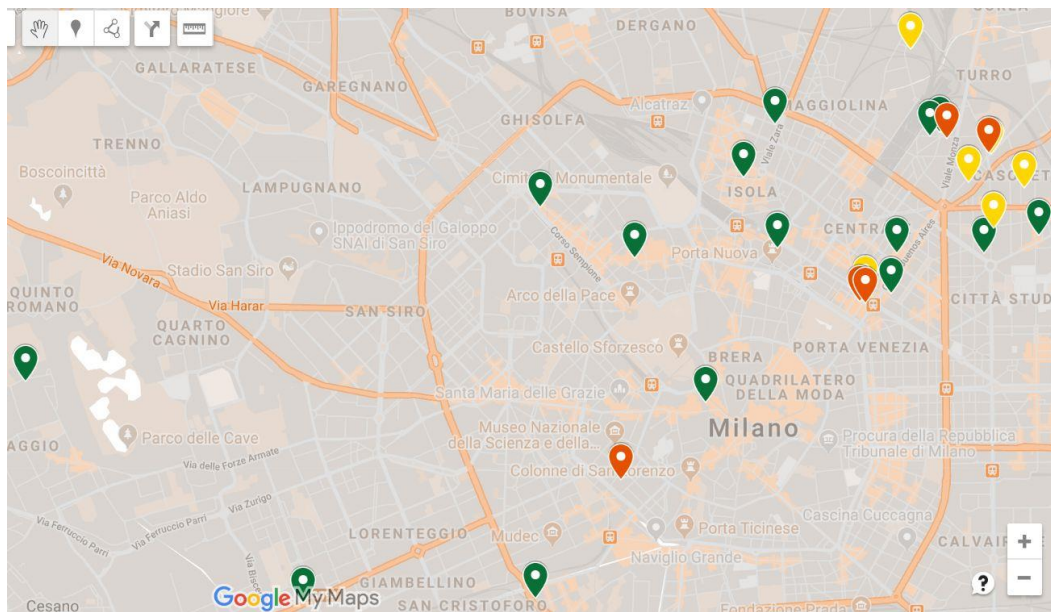 BOVISA
DERGANO
GALLARATESE
TURRO
GAREGNANO
Alcatraz
MAGGIOLINA
GHISOLFA
Viale Zara
TRENNO
Viale Monza
Boscoincittà
Parco Aldo
Aniasi
LAMPUGNANO
Monumentale
ISOLA
Ippodromo del Galoppo
SNAI di San Siro
Corso Sempione
CENTRA
Buenos Aires
Porta Nuova
Via Novara
Stadio San Siro
QUINTO
ROMANO
Via Harar
SAN SIRO
Arco della Pace
CITTÀ STUD
QUARTO
CAGNINO
Castello Sforzesco
BRERA
PORTA VENEZIA
QUADRILATERO
DELLA MODA
Santa Maria delle Grazie
Milano
Museo Nazionale
della Scienza e della...
Procura della Repubblica
Tribunale di Milano
AGGIO
Parco delle Cave
Via delle Forze Armate
Colonne di San Lorenzo
Via Zurigo
Cascina Cuccagna
Via Ferruccio Parri
Via Ferruccio Parri
LORENTEGGIO
Mudec
Porta Ticinese
Naviglio Grande
CALVAIR
GIAMBELLINO
Google My Maps
SAN CRISTOFORO
Fondazione Prada
Cesano
+
−
?